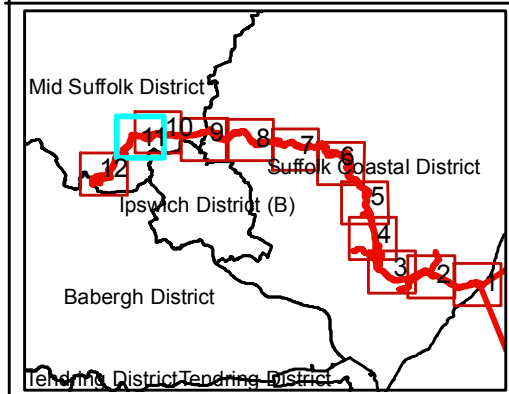 Mid Suffolk District
11 10 9 8 7 6
12
Suffolk Coastal District
Ipswich District (B)
5
4
3 2 1
Babergh District
Tendring District Tendring District